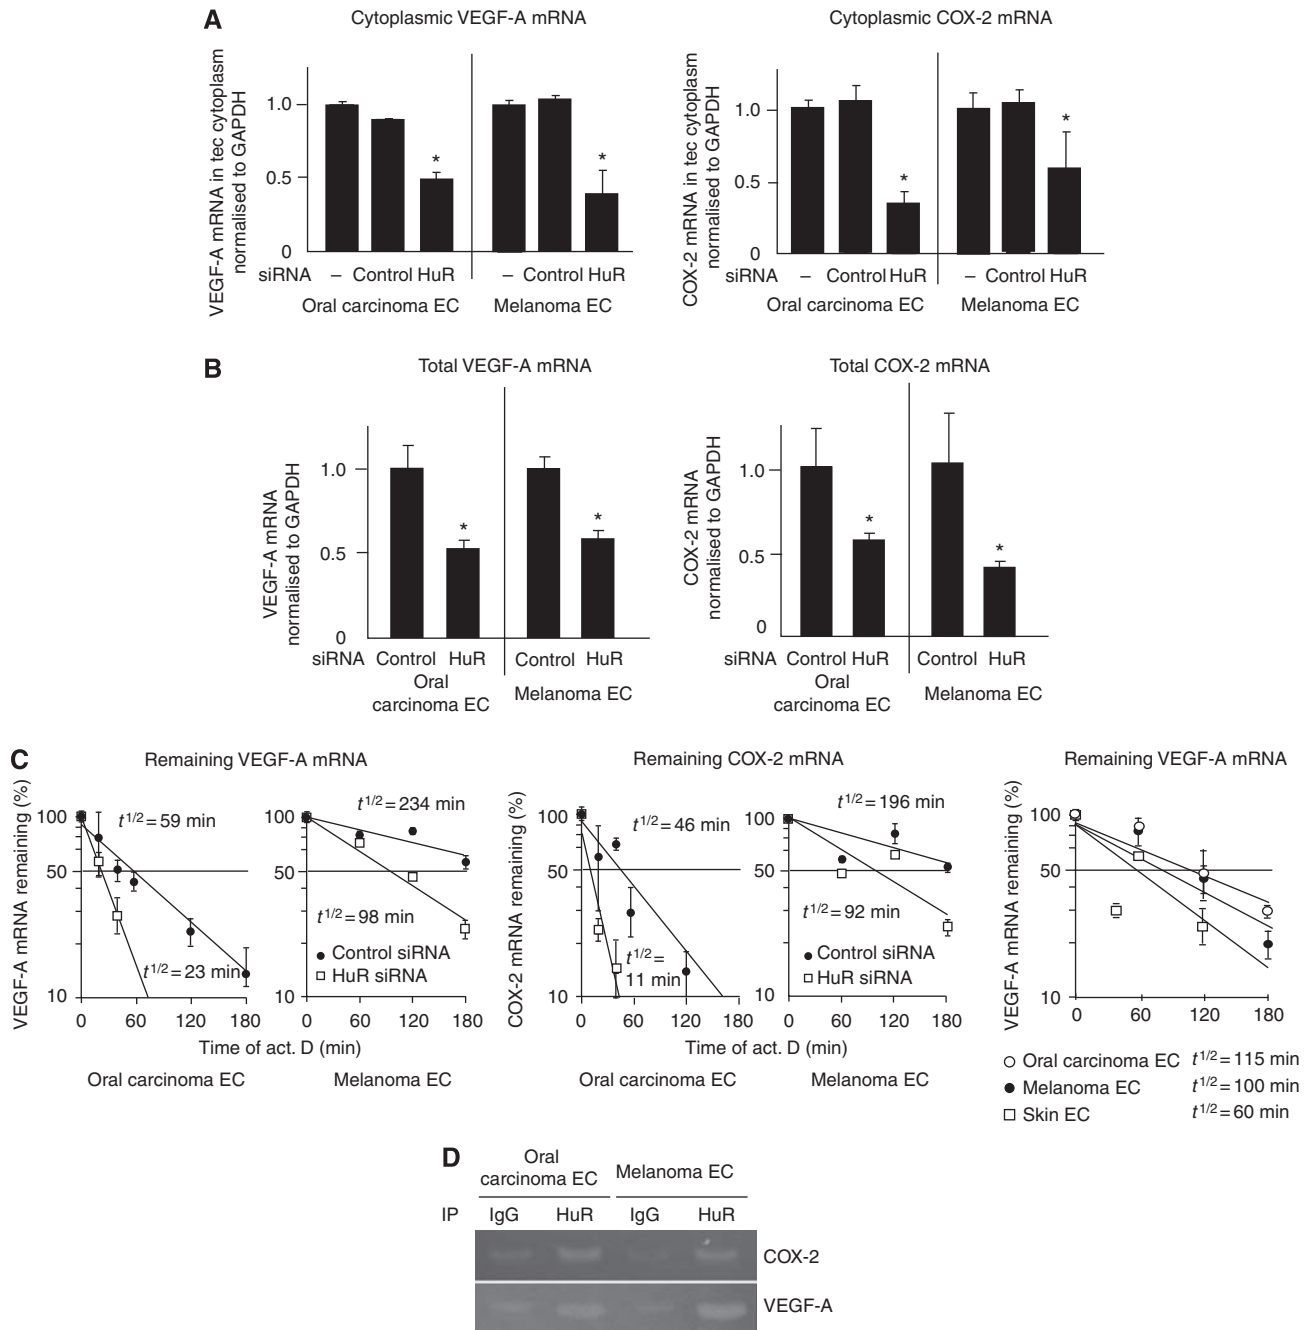 A
Cytoplasmic VEGF-A mRNA
VEGF-A mRNA in tec cytoplasm
normalised to GAPDH
1.0
0.5
0
*
*
siRNA – Control HuR – Control HuR
Oral carcinoma EC Melanoma EC
Cytoplasmic COX-2 mRNA
COX-2 mRNA in tec cytoplasm
normalised to GAPDH
1.0
0.5
0
*
*
siRNA – Control HuR – Control HuR
Oral carcinoma EC Melanoma EC
B
Total VEGF-A mRNA
VEGF-A mRNA
normalised to GAPDH
1.0
0.5
0
*
*
siRNA Control HuR Control HuR
Oral
carcinoma EC
Melanoma EC
Total COX-2 mRNA
COX-2 mRNA
normalised to GAPDH
1.0
0.5
0
*
*
siRNA Control HuR Control HuR
Oral
carcinoma EC
Melanoma EC
C
Remaining VEGF-A mRNA
VEGF-A mRNA remaining (%)
100
50
10
t1/2 = 59 min
t1/2 = 23 min
0 60 120 180
100
50
10
t1/2 = 234 min
t1/2 = 98 min
Control siRNA
HuR siRNA
0 60 120 180
Time of act. D (min)
Oral carcinoma EC Melanoma EC
Remaining COX-2 mRNA
COX-2 mRNA remaining (%)
100
50
10
t1/2 = 46 min
t1/2 =
11 min
0 60 120 180
100
50
10
t1/2 = 196 min
t1/2 = 92 min
Control siRNA
HuR siRNA
0 60 120 180
Time of act. D (min)
Oral carcinoma EC Melanoma EC
Remaining VEGF-A mRNA
VEGF-A mRNA remaining (%)
100
50
10
0 60 120 180
Oral carcinoma EC t1/2 = 115 min
Melanoma EC t1/2 = 100 min
Skin EC t1/2 = 60 min
D
Oral
carcinoma EC
Melanoma EC
IP IgG HuR IgG HuR
COX-2
VEGF-A